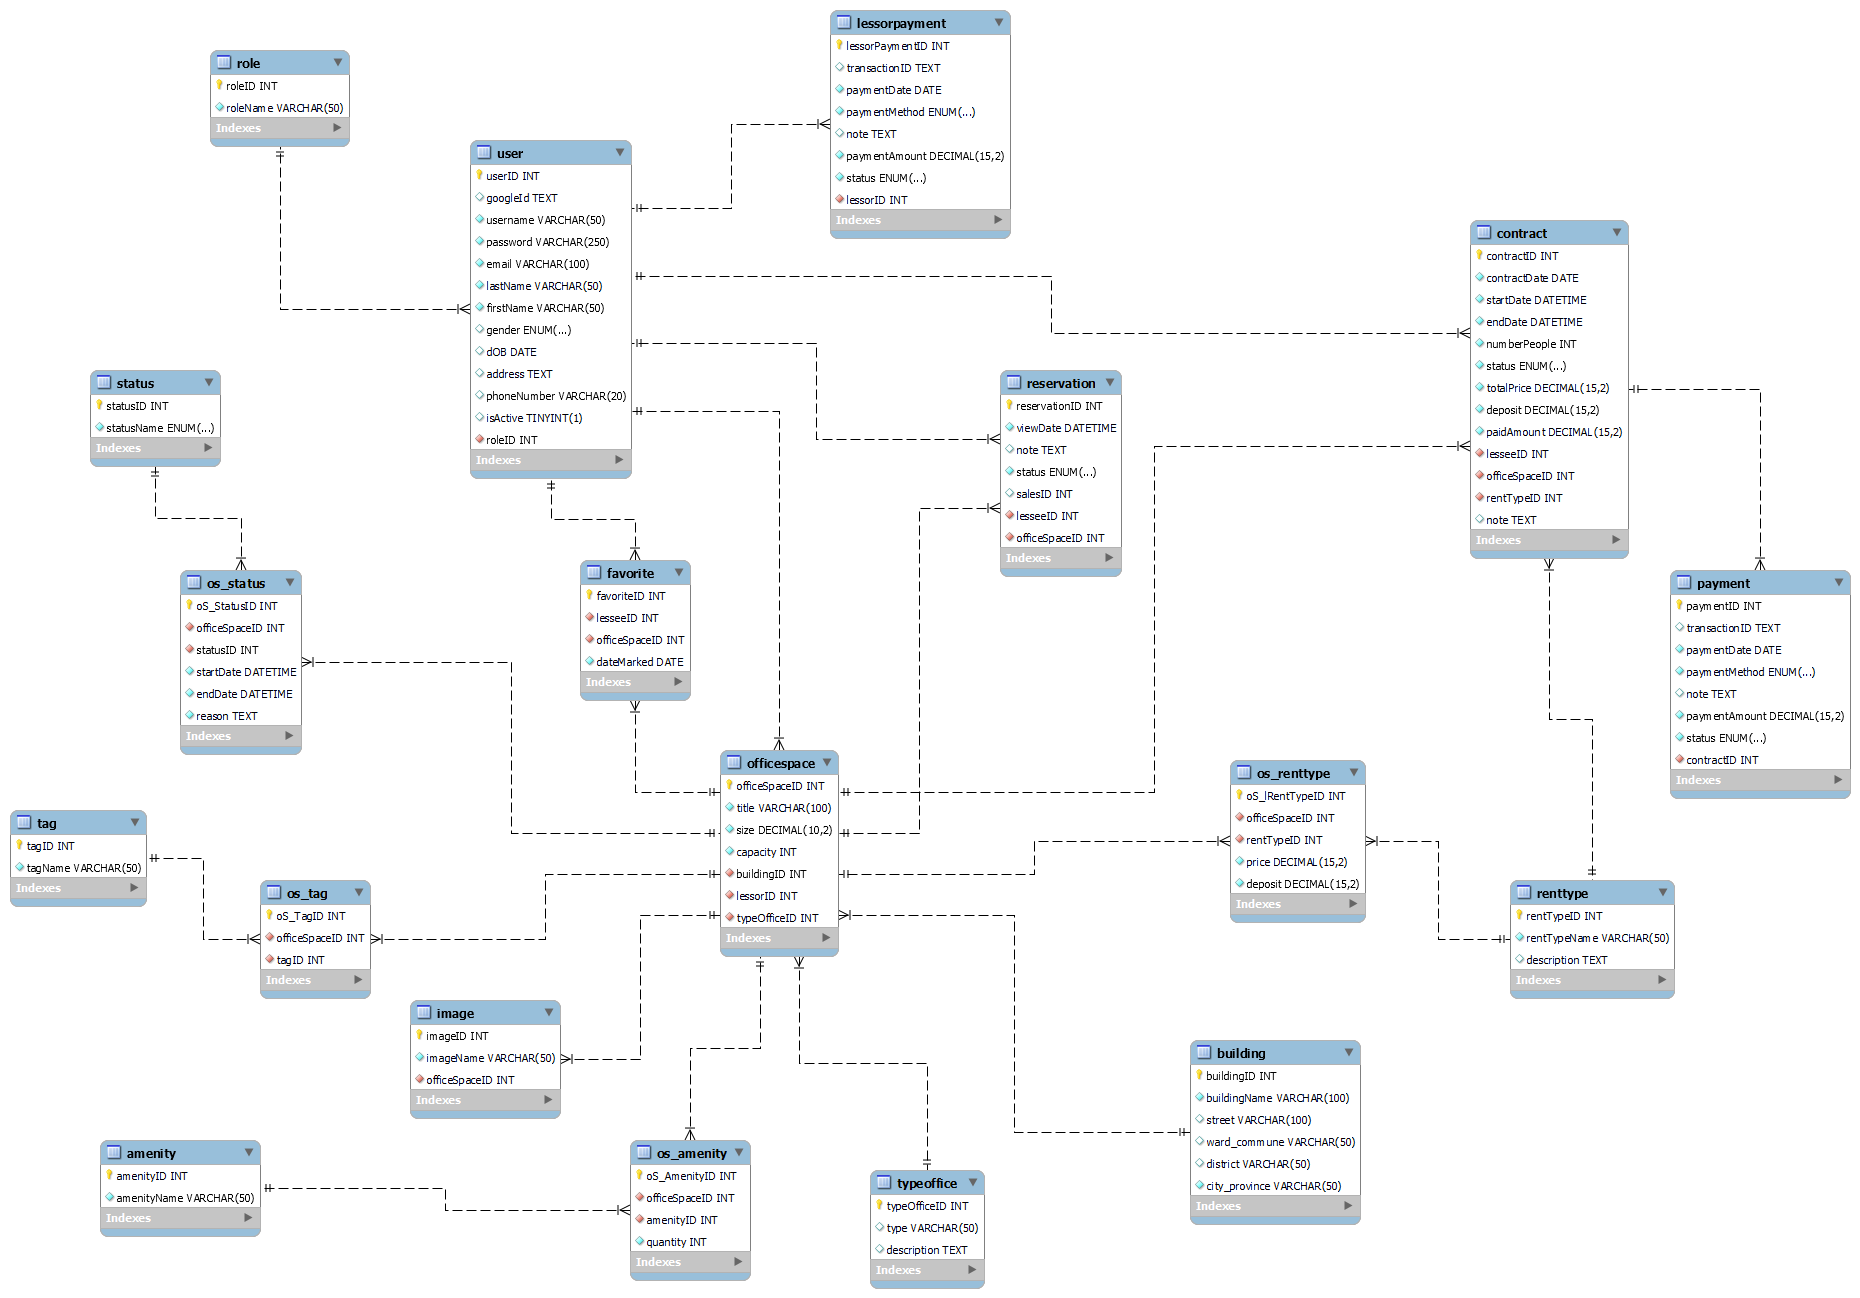 lessorpayment
lessorPaymentID INT
transactionID TEXT
paymentDate DATE
paymentMethod ENUM(...)
note TEXT
paymentAmount DECIMAL(15,2)
status ENUM(...)
lessorID INT
Indexes
role
roleID INT
roleName VARCHAR(50)
Indexes
user
userID INT
googleId TEXT
username VARCHAR(50)
password VARCHAR(250)
email VARCHAR(100)
lastName VARCHAR(50)
firstName VARCHAR(50)
gender ENUM(...)
dOB DATE
address TEXT
phoneNumber VARCHAR(20)
isActive TINYINT(1)
roleID INT
Indexes
contract
contractID INT
contractDate DATE
startDate DATETIME
endDate DATETIME
numberPeople INT
status ENUM(...)
totalPrice DECIMAL(15,2)
deposit DECIMAL(15,2)
paidAmount DECIMAL(15,2)
lesseeID INT
officeSpaceID INT
rentTypeID INT
note TEXT
Indexes
status
statusID INT
statusName ENUM(...)
Indexes
reservation
reservationID INT
viewDate DATETIME
note TEXT
status ENUM(...)
salesID INT
lesseeID INT
officeSpaceID INT
Indexes
os_status
oS_StatusID INT
officeSpaceID INT
statusID INT
startDate DATETIME
endDate DATETIME
reason TEXT
Indexes
favorite
favoriteID INT
lesseeID INT
officeSpaceID INT
dateMarked DATE
Indexes
payment
paymentID INT
transactionID TEXT
paymentDate DATE
paymentMethod ENUM(...)
note TEXT
paymentAmount DECIMAL(15,2)
status ENUM(...)
contractID INT
Indexes
officespace
officeSpaceID INT
title VARCHAR(100)
size DECIMAL(10,2)
capacity INT
buildingID INT
lessorID INT
typeOfficeID INT
Indexes
os_renttype
oS_lRentTypeID INT
officeSpaceID INT
rentTypeID INT
price DECIMAL(15,2)
deposit DECIMAL(15,2)
Indexes
tag
tagID INT
tagName VARCHAR(50)
Indexes
os_tag
oS_TagID INT
officeSpaceID INT
tagID INT
Indexes
renttype
rentTypeID INT
rentTypeName VARCHAR(50)
description TEXT
Indexes
image
imageID INT
imageName VARCHAR(50)
officeSpaceID INT
Indexes
building
buildingID INT
buildingName VARCHAR(100)
street VARCHAR(100)
ward_commune VARCHAR(50)
district VARCHAR(50)
city_province VARCHAR(50)
Indexes
amenity
amenityID INT
amenityName VARCHAR(50)
Indexes
os_amenity
oS_AmenityID INT
officeSpaceID INT
amenityID INT
quantity INT
Indexes
typeoffice
typeOfficeID INT
type VARCHAR(50)
description TEXT
Indexes